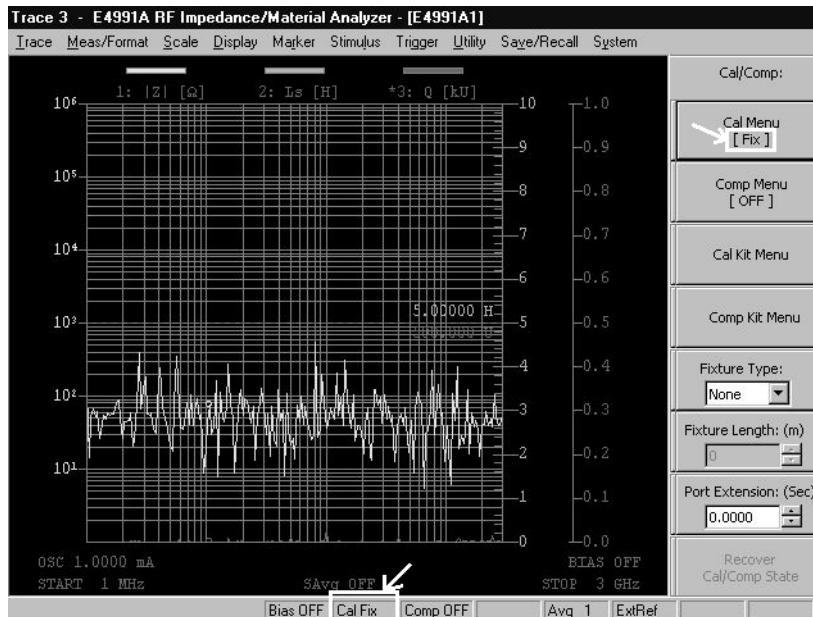 Trace 3 - E4991A RF Impedance/Material Analyzer - [E4991A1]
Trace Meas/Format Scale Display Marker Stimulus Trigger Utility Save/Recall System
1: |Z| [Ω] 2: Ls [H] *3: Q [kU]
Cal/Comp:
10⁶ 10 1.0
Cal Menu
[ Fix ]
9 0.9
10⁵
8 0.8
Comp Menu
[ OFF ]
7 0.7
10⁴
Cal Kit Menu
6 0.6
5.00000 H
10³ 5 0.5
Comp Kit Menu
4 0.4
Fixture Type:
None
10² 3 0.3
Fixture Length: (m)
2 0.2
0
10¹
1 0.1
Port Extension: (Sec)
0.0000
0 0.0
OSC 1.0000 mA BIAS OFF
START 1 MHz SAvg OFF STOP 3 GHz
Recover
Cal/Comp State
Bias OFF Cal Fix Comp OFF Avg 1 ExtRef